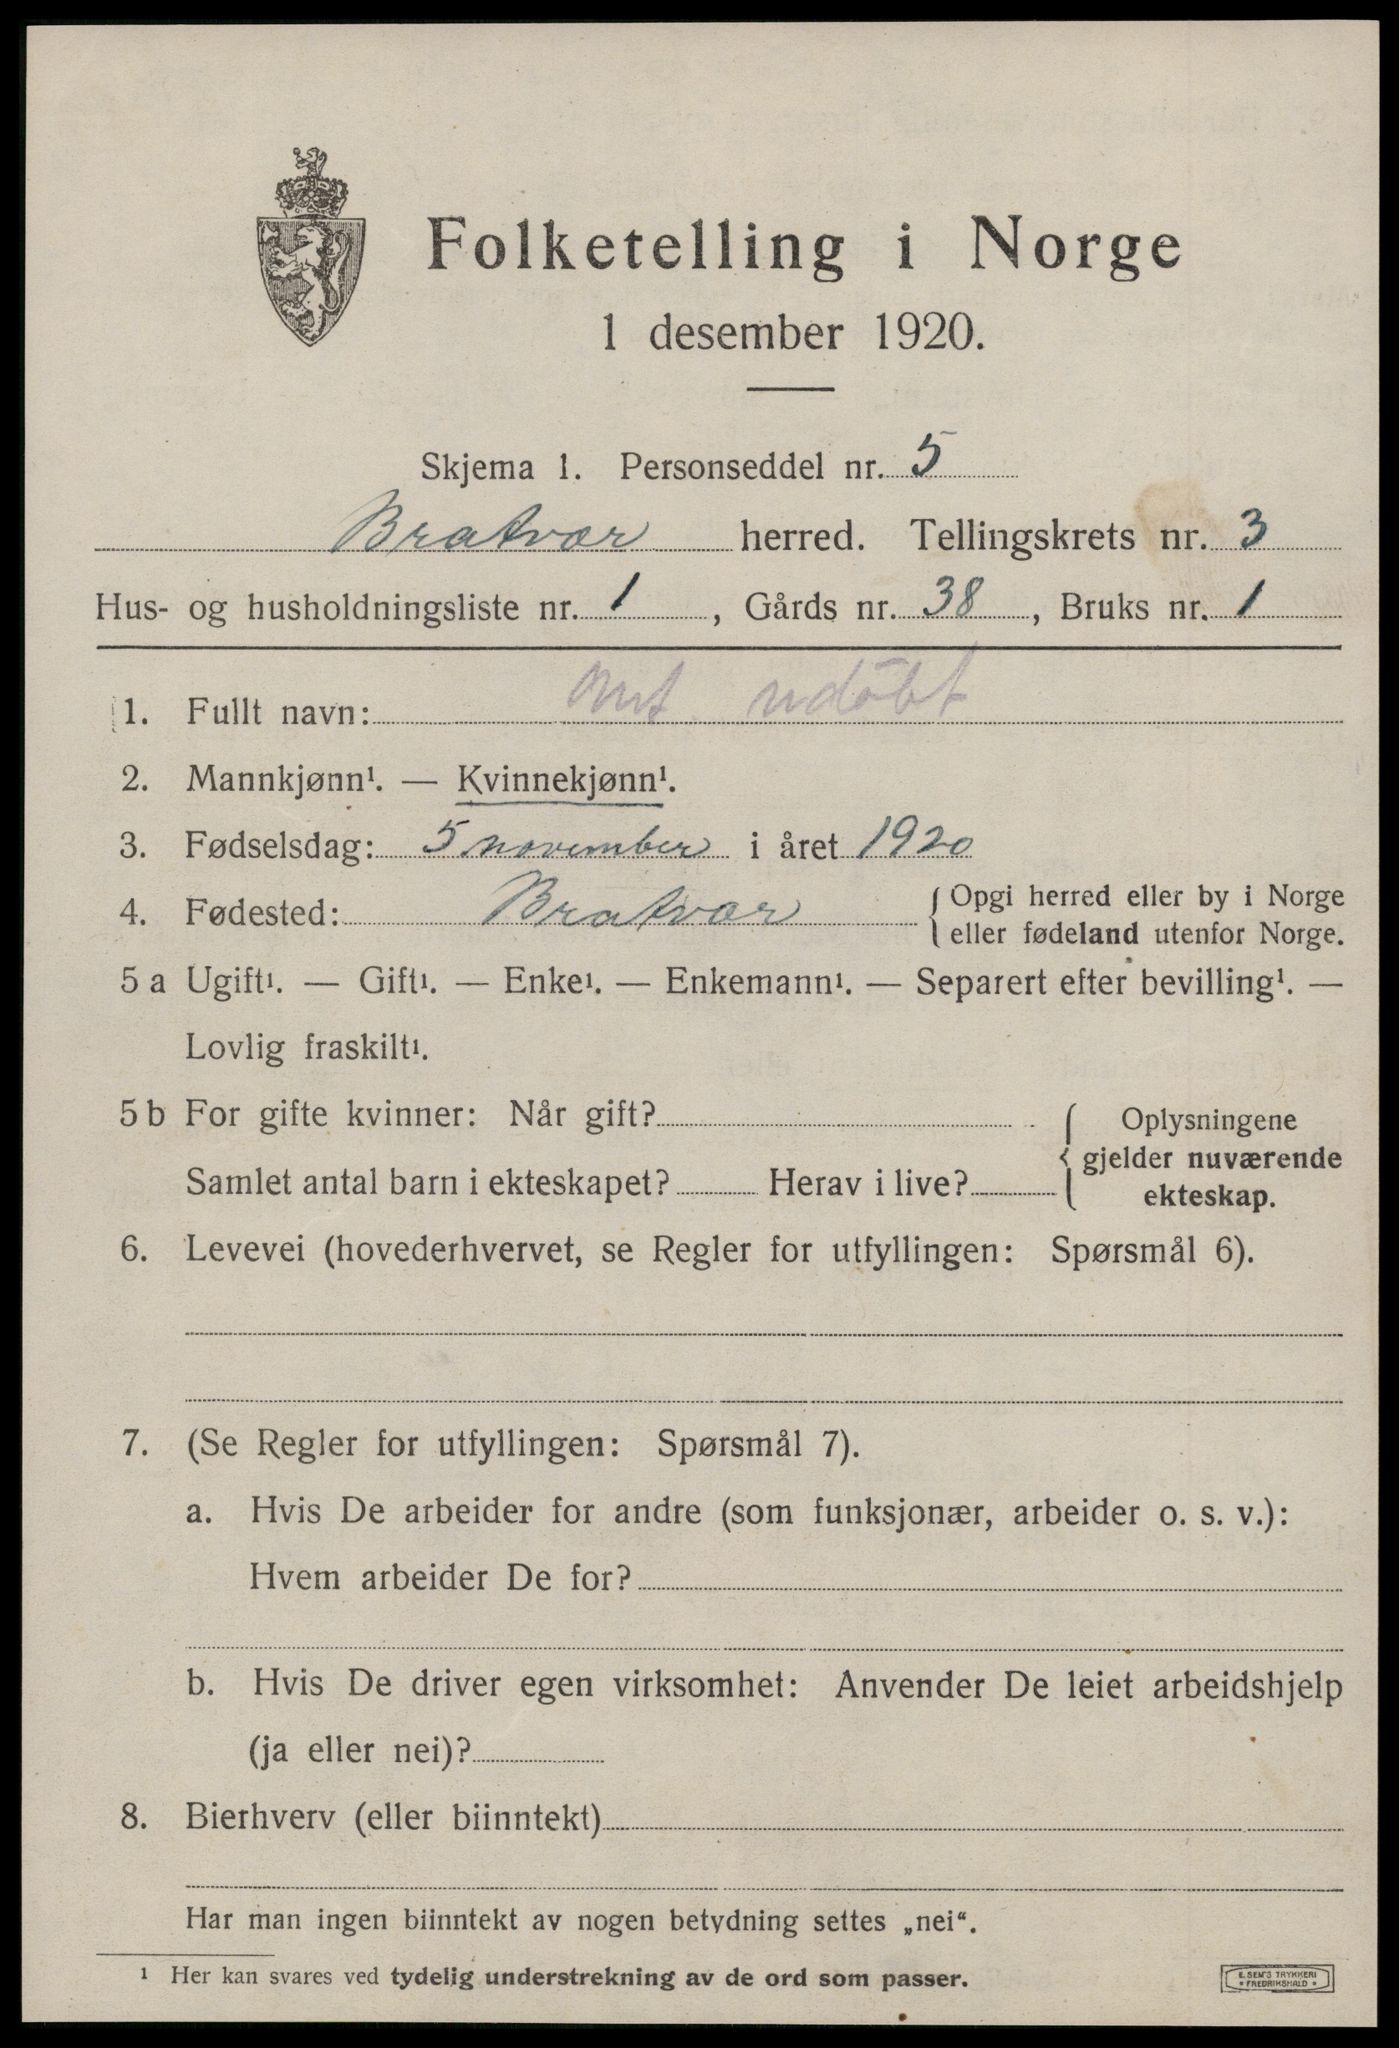 Folketelling i Norge
1 desember 1920.
Skjema 1. Personseddel nr. 5
Bratvær herred. Tellingskrets nr. 3
Hus- og husholdningsliste nr. 1, Gårds nr. 38, Bruks nr. 1
1. Fullt navn: udöbt
2. Mannkjønn¹. — Kvinnekjønn¹.
3. Fødselsdag: 5 november i året 1920
4. Fødested: Bratvær { Opgi herred eller by i Norge
eller fødeland utenfor Norge.
5 a Ugift¹. — Gift¹. — Enke¹. — Enkemann¹. — Separert efter bevilling¹. —
Lovlig fraskilt¹.
5 b For gifte kvinner: Når gift? { Oplysningene
gjelder nuværende
Samlet antal barn i ekteskapet? Herav i live?
ekteskap.
6. Levevei (hovederhvervet, se Regler for utfyllingen: Spørsmål 6).
7. (Se Regler for utfyllingen: Spørsmål 7).
a. Hvis De arbeider for andre (som funksjonær, arbeider o. s. v.):
Hvem arbeider De for?
b. Hvis De driver egen virksomhet: Anvender De leiet arbeidshjelp
(ja eller nei)?
8. Bierhverv (eller biinntekt)
Har man ingen biinntekt av nogen betydning settes „nei“.
¹ Her kan svares ved tydelig understrekning av de ord som passer.
E. SEM'S TRYKKERI
• FREDRIKSHALD •